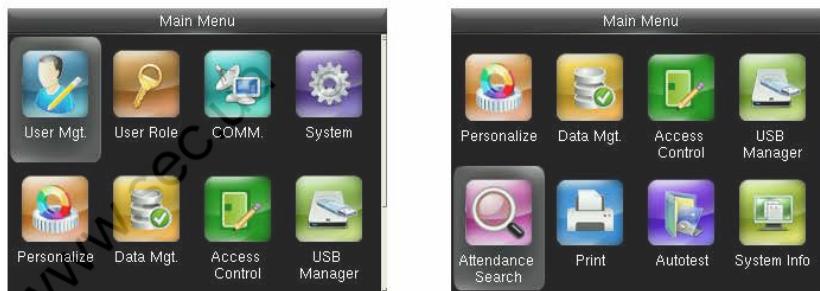 Main Menu
User Mgt. User Role COMM. System
Personalize Data Mgt. Access Control USB Manager
Main Menu
Personalize Data Mgt. Access Control USB Manager
Attendance Search Print Autotest System Info